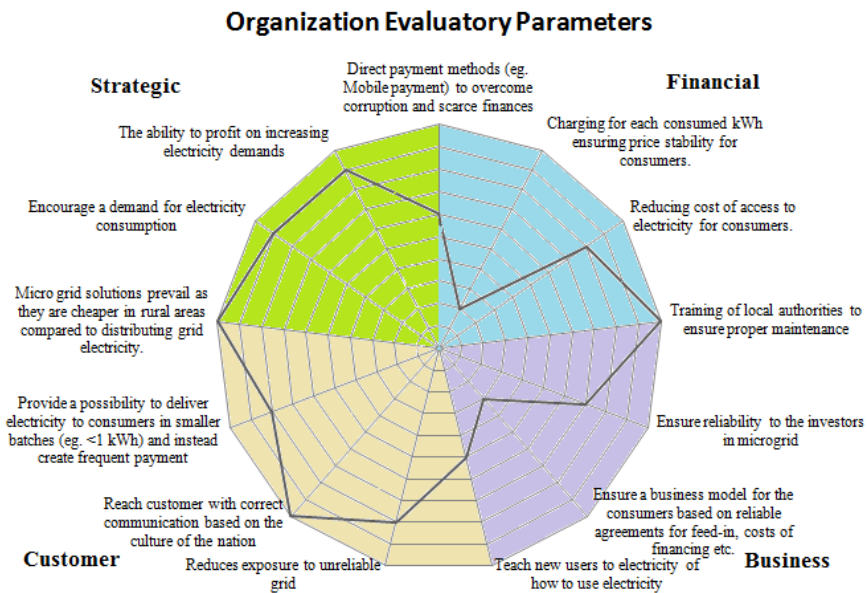 Organization Evaluatory Parameters
Strategic
Financial
Direct payment methods (eg.
Mobile payment) to overcome
corruption and scarce finances
Charging for each consumed kWh
ensuring price stability for
consumers.
Reducing cost of access to
electricity for consumers.
Training of local authorities to
ensure proper maintenance
Ensure reliability to the investors
in microgrid
Ensure a business model for the
consumers based on reliable
agreements for feed-in, costs of
financing etc.
Business
Teach new users to electricity of
how to use electricity
Reduces exposure to unreliable
grid
Customer
Reach customer with correct
communication based on the
culture of the nation
Provide a possibility to deliver
electricity to consumers in smaller
batches (eg. <1 kWh) and instead
create frequent payment
Micro grid solutions prevail as
they are cheaper in rural areas
compared to distributing grid
electricity.
Encourage a demand for electricity
consumption
The ability to profit on increasing
electricity demands